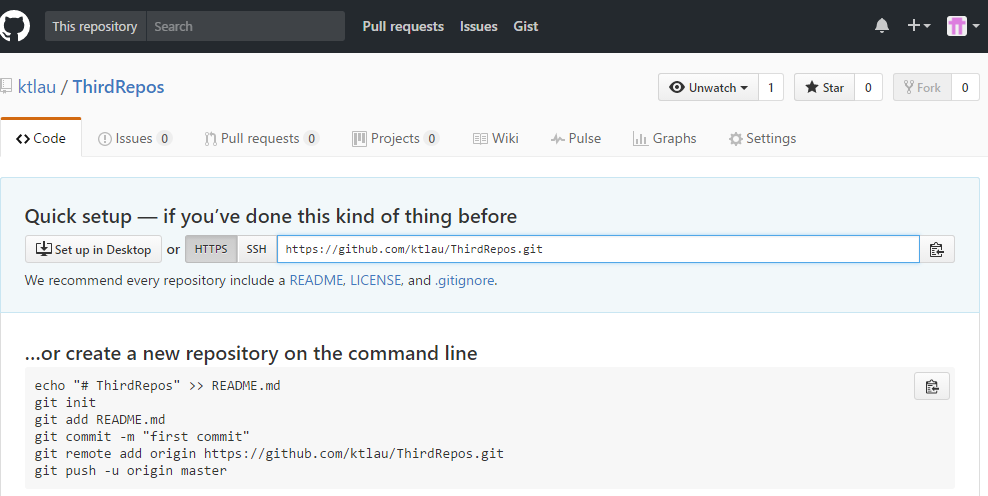 This repository Search Pull requests Issues Gist
ktlau / ThirdRepos Unwatch 1 Star 0 Fork 0
Code Issues 0 Pull requests 0 Projects 0 Wiki Pulse Graphs Settings
Quick setup — if you’ve done this kind of thing before
Set up in Desktop or HTTPS SSH https://github.com/ktlau/ThirdRepos.git
We recommend every repository include a README, LICENSE, and .gitignore.
…or create a new repository on the command line
echo "# ThirdRepos" >> README.md
git init
git add README.md
git commit -m "first commit"
git remote add origin https://github.com/ktlau/ThirdRepos.git
git push -u origin master